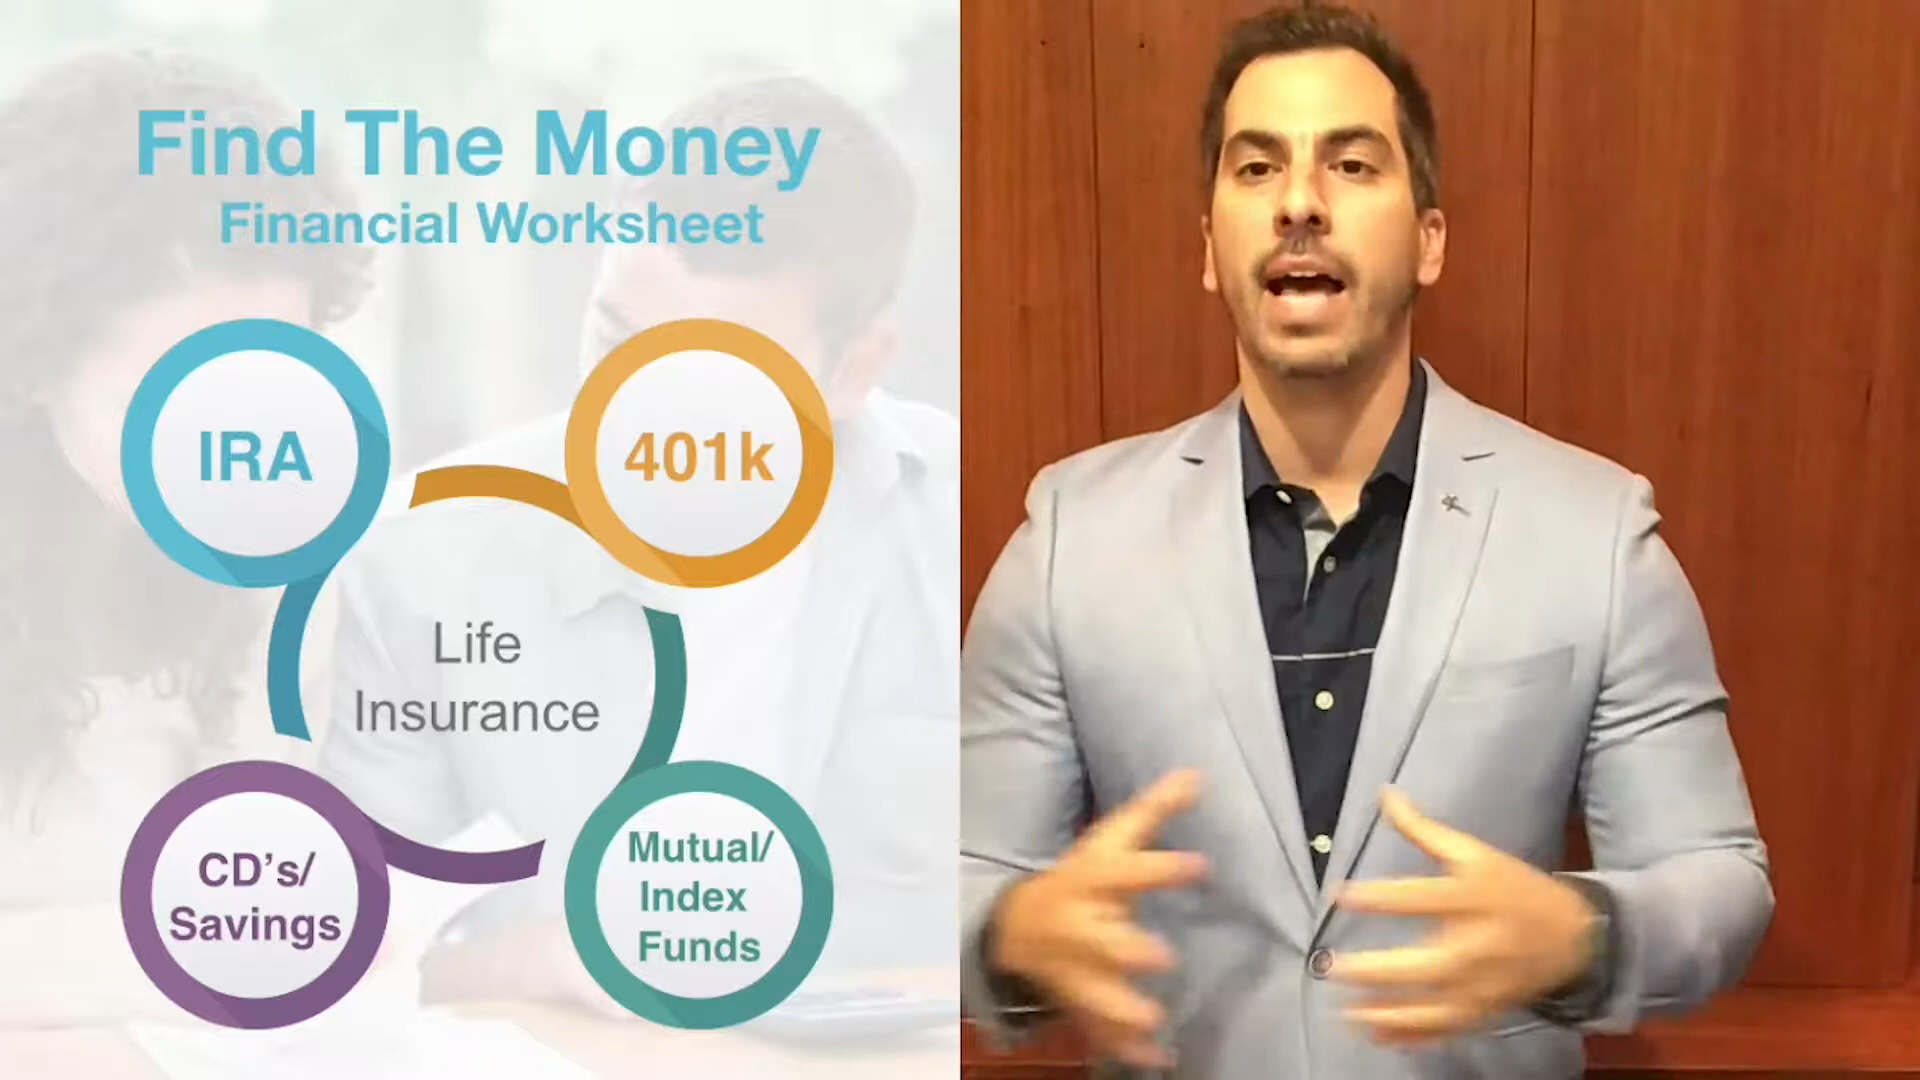 Find The Money
Financial Worksheet
IRA
401k
Life
Insurance
CD's/
Savings
Mutual/
Index
Funds